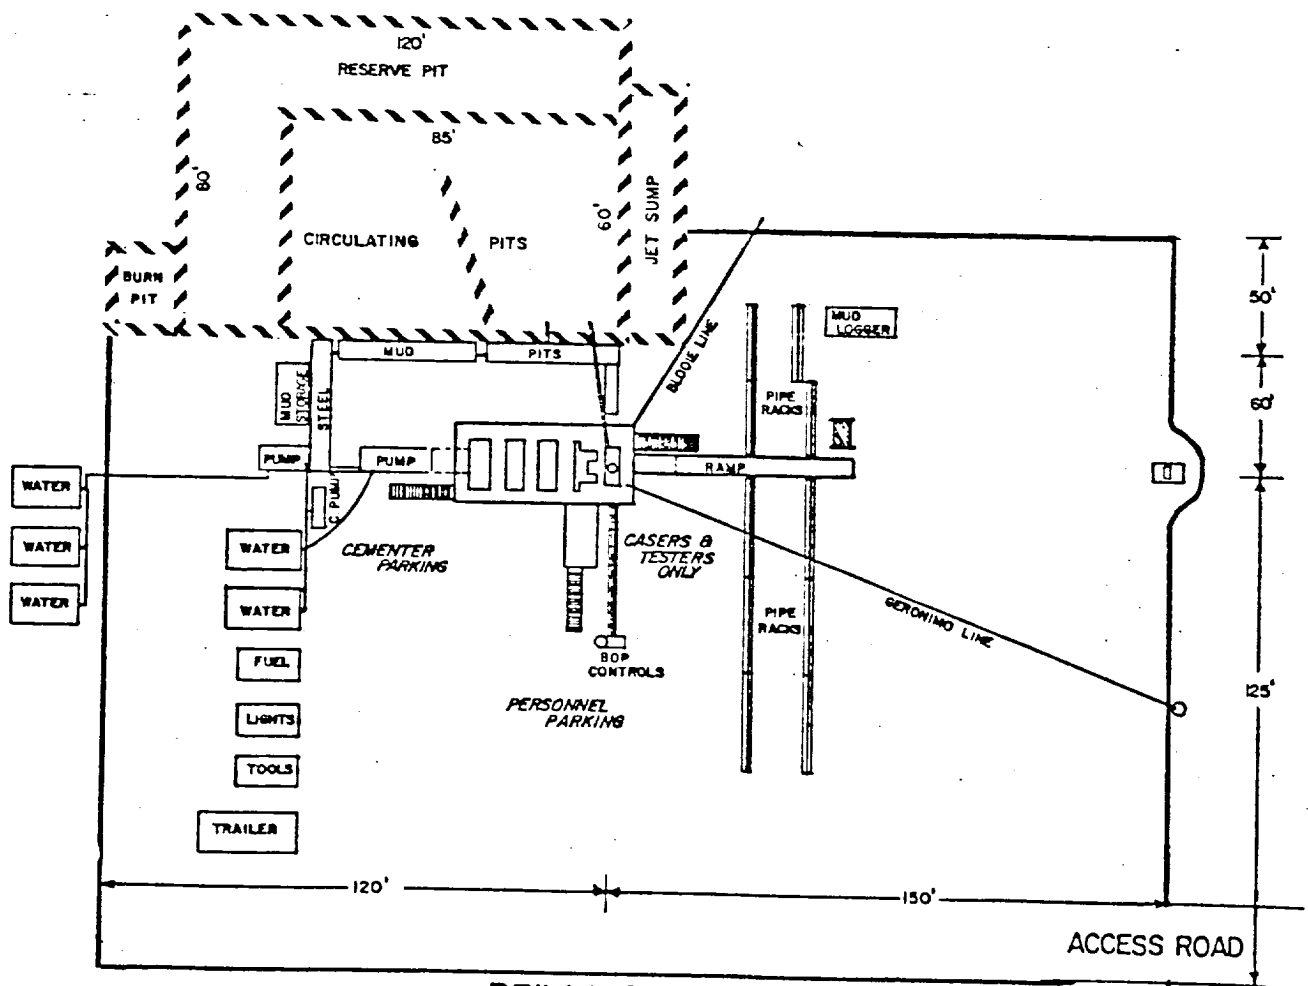 120'
RESERVE PIT
85'
80'
60'
JET SUMP
CIRCULATING PITS
BURN
PIT
50'
MUD
LOGGER
MUD PITS
BLOOIE LINE
MUD
STORAGE
STEEL
PIPE
RACKS
60'
PUMP
PUMP
RAMP
WATER
C PUMP
WATER
CEMENTER
PARKING
CASERS &
TESTERS
ONLY
WATER
WATER
WATER
GERONIMO LINE
PIPE
RACKS
FUEL
BOP
CONTROLS
125'
LIGHTS
PERSONNEL
PARKING
TOOLS
TRAILER
120'
150'
ACCESS ROAD